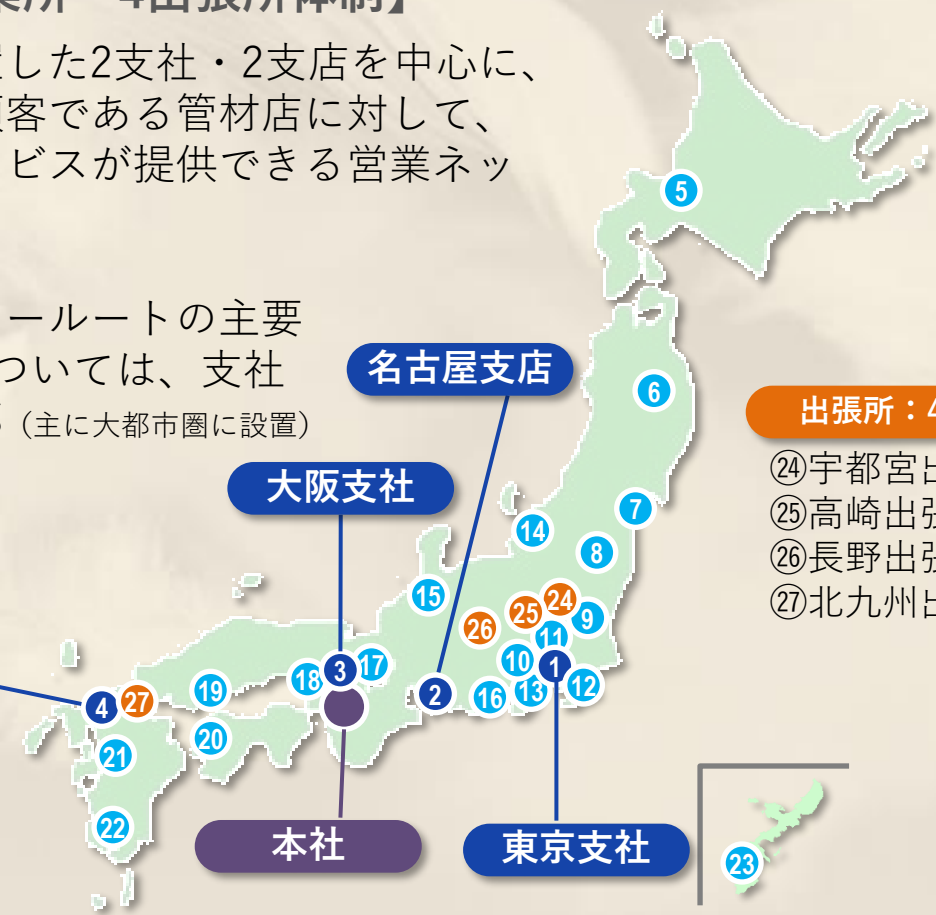 4出張所体制】
した2支社・2支店を中心に、
客である管材店に対して、
ビスが提供できる営業ネッ
ールートの主要
ついては、支社
（主に大都市圏に設置）
名古屋支店
大阪支社
本社
東京支社
出張所：4
㉔宇都宮出
㉕高崎出張
㉖長野出張
㉗北九州出
5
6
7
14
8
15
24
25
9
26
11
10
1
17
3
18
12
13
2
16
19
27
4
20
21
22
23